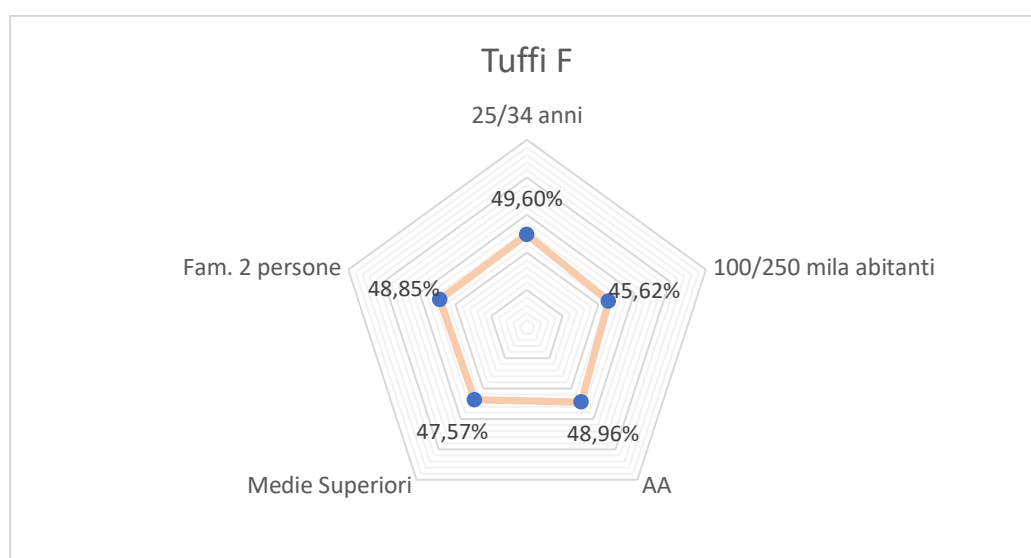 Tuffi F
25/34 anni
49,60%
Fam. 2 persone
100/250 mila abitanti
48,85%
45,62%
47,57%
48,96%
Medie Superiori
AA